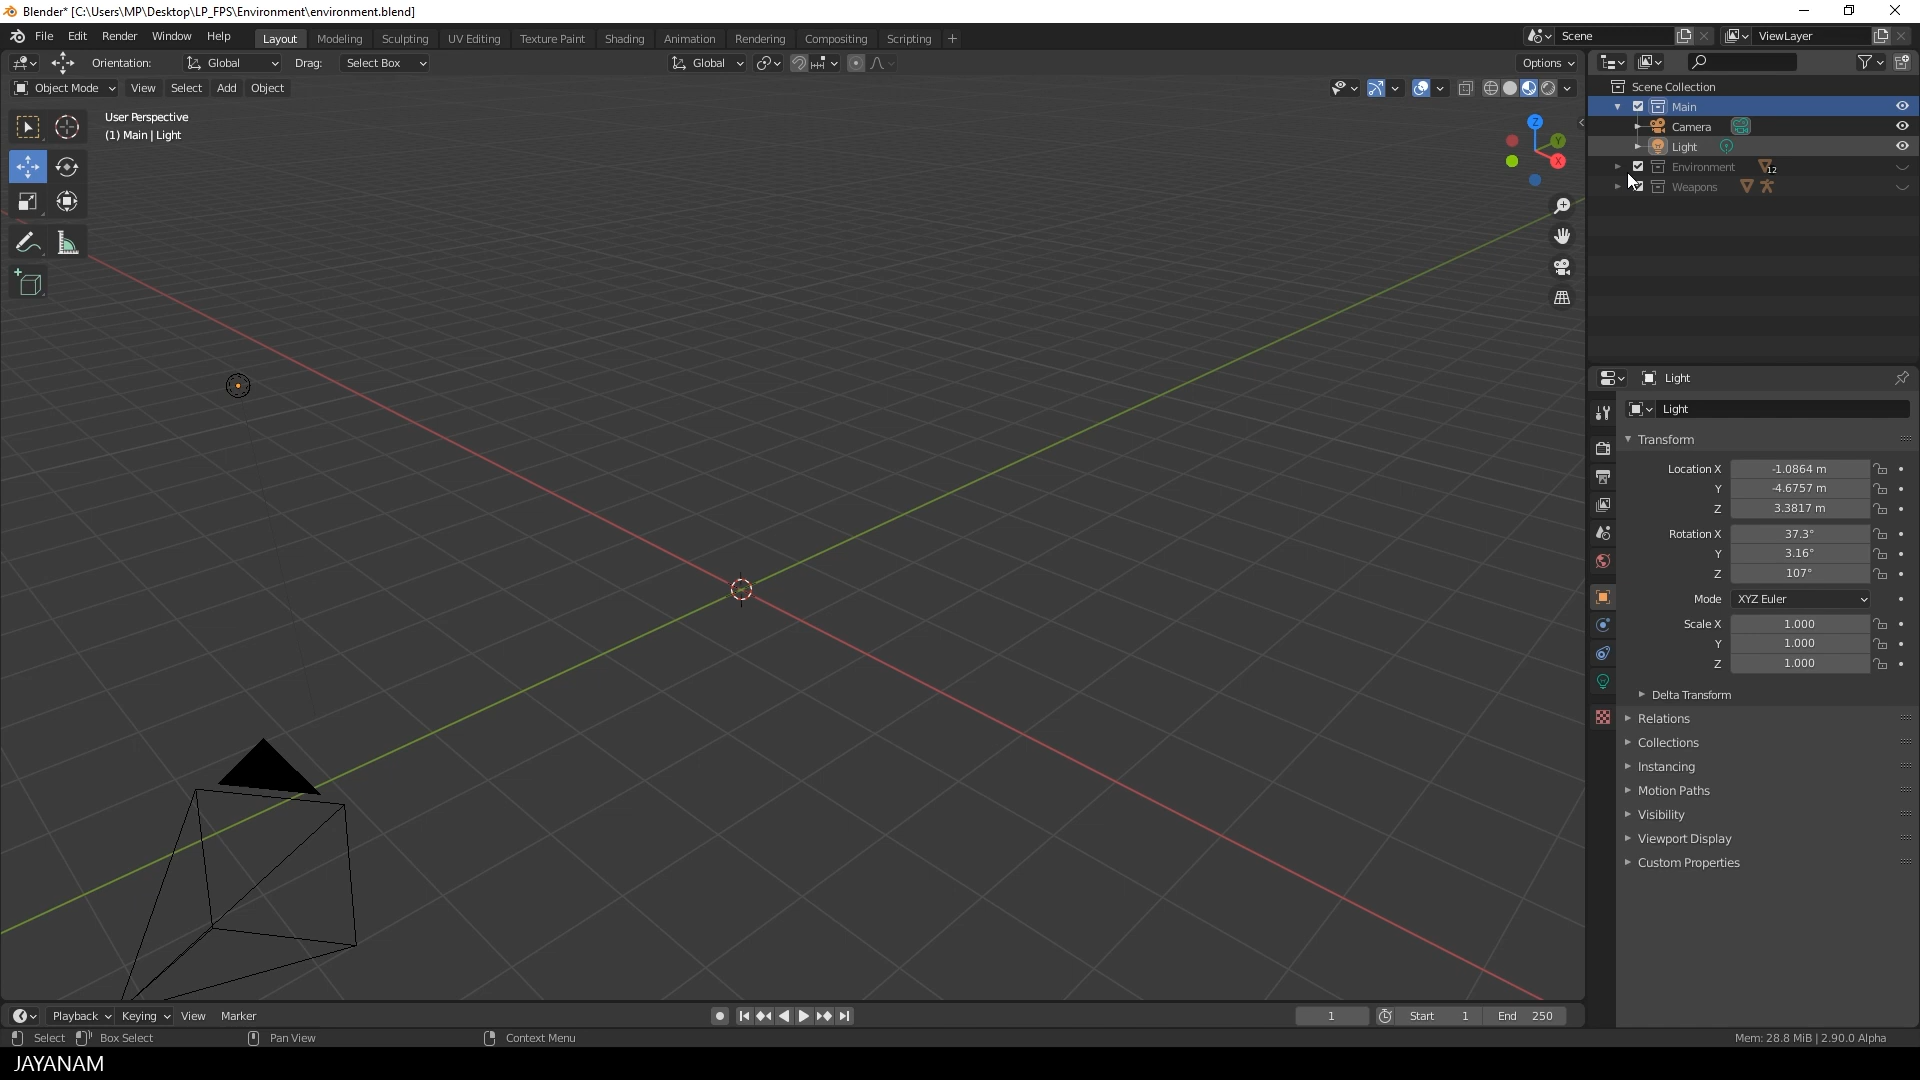 Blender* [C:\Users\MP\Desktop\LP_FPS\Environment\environment.blend]
File Edit Render Window Help Layout Modeling Sculpting UV Editing Texture Paint Shading Animation Rendering Compositing Scripting + Scene ViewLayer
Orientation: Global Drag: Select Box Global Options
Object Mode View Select Add Object
User Perspective
(1) Main | Light
Z
Y
X
Scene Collection
Main
Camera
Light
Environment 12
Weapons
Light
Light
Transform
Location X -1.0864 m
Y -4.6757 m
Z 3.3817 m
Rotation X 37.3°
Y 3.16°
Z 107°
Mode XYZ Euler
Scale X 1.000
Y 1.000
Z 1.000
Delta Transform
Relations
Collections
Instancing
Motion Paths
Visibility
Viewport Display
Custom Properties
Playback Keying View Marker 1 Start 1 End 250
Select Box Select Pan View Context Menu Mem: 28.8 MiB | 2.90.0 Alpha
JAYANAM